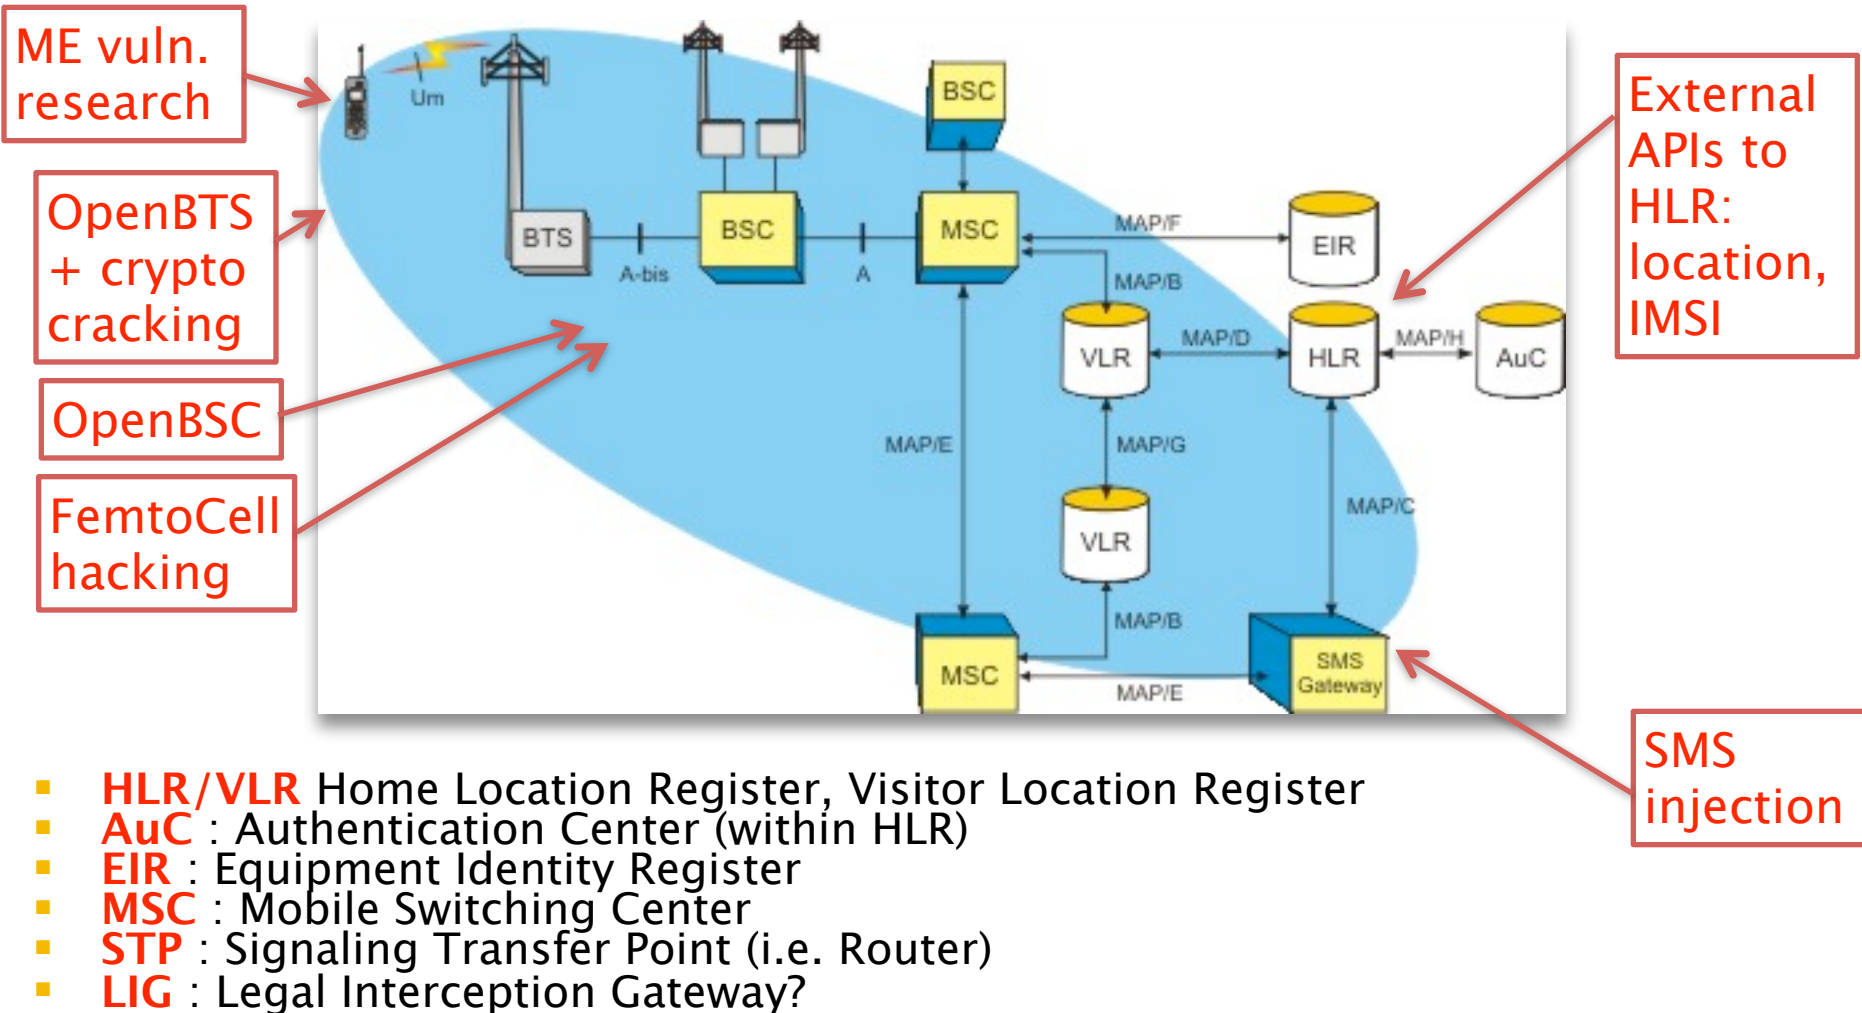 ME vuln.
research
OpenBTS
+ crypto
cracking
OpenBSC
FemtoCell
hacking
Um
BSC
BTS
A-bis
BSC
A
MSC
MAP/F
EIR
MAP/B
VLR
MAP/D
HLR
MAP/H
AuC
MAP/E
MAP/G
MAP/C
VLR
MAP/B
MSC
MAP/E
SMS
Gateway
External
APIs to
HLR:
location,
IMSI
SMS
injection
▪ HLR/VLR Home Location Register, Visitor Location Register
▪ AuC : Authentication Center (within HLR)
▪ EIR : Equipment Identity Register
▪ MSC : Mobile Switching Center
▪ STP : Signaling Transfer Point (i.e. Router)
▪ LIG : Legal Interception Gateway?